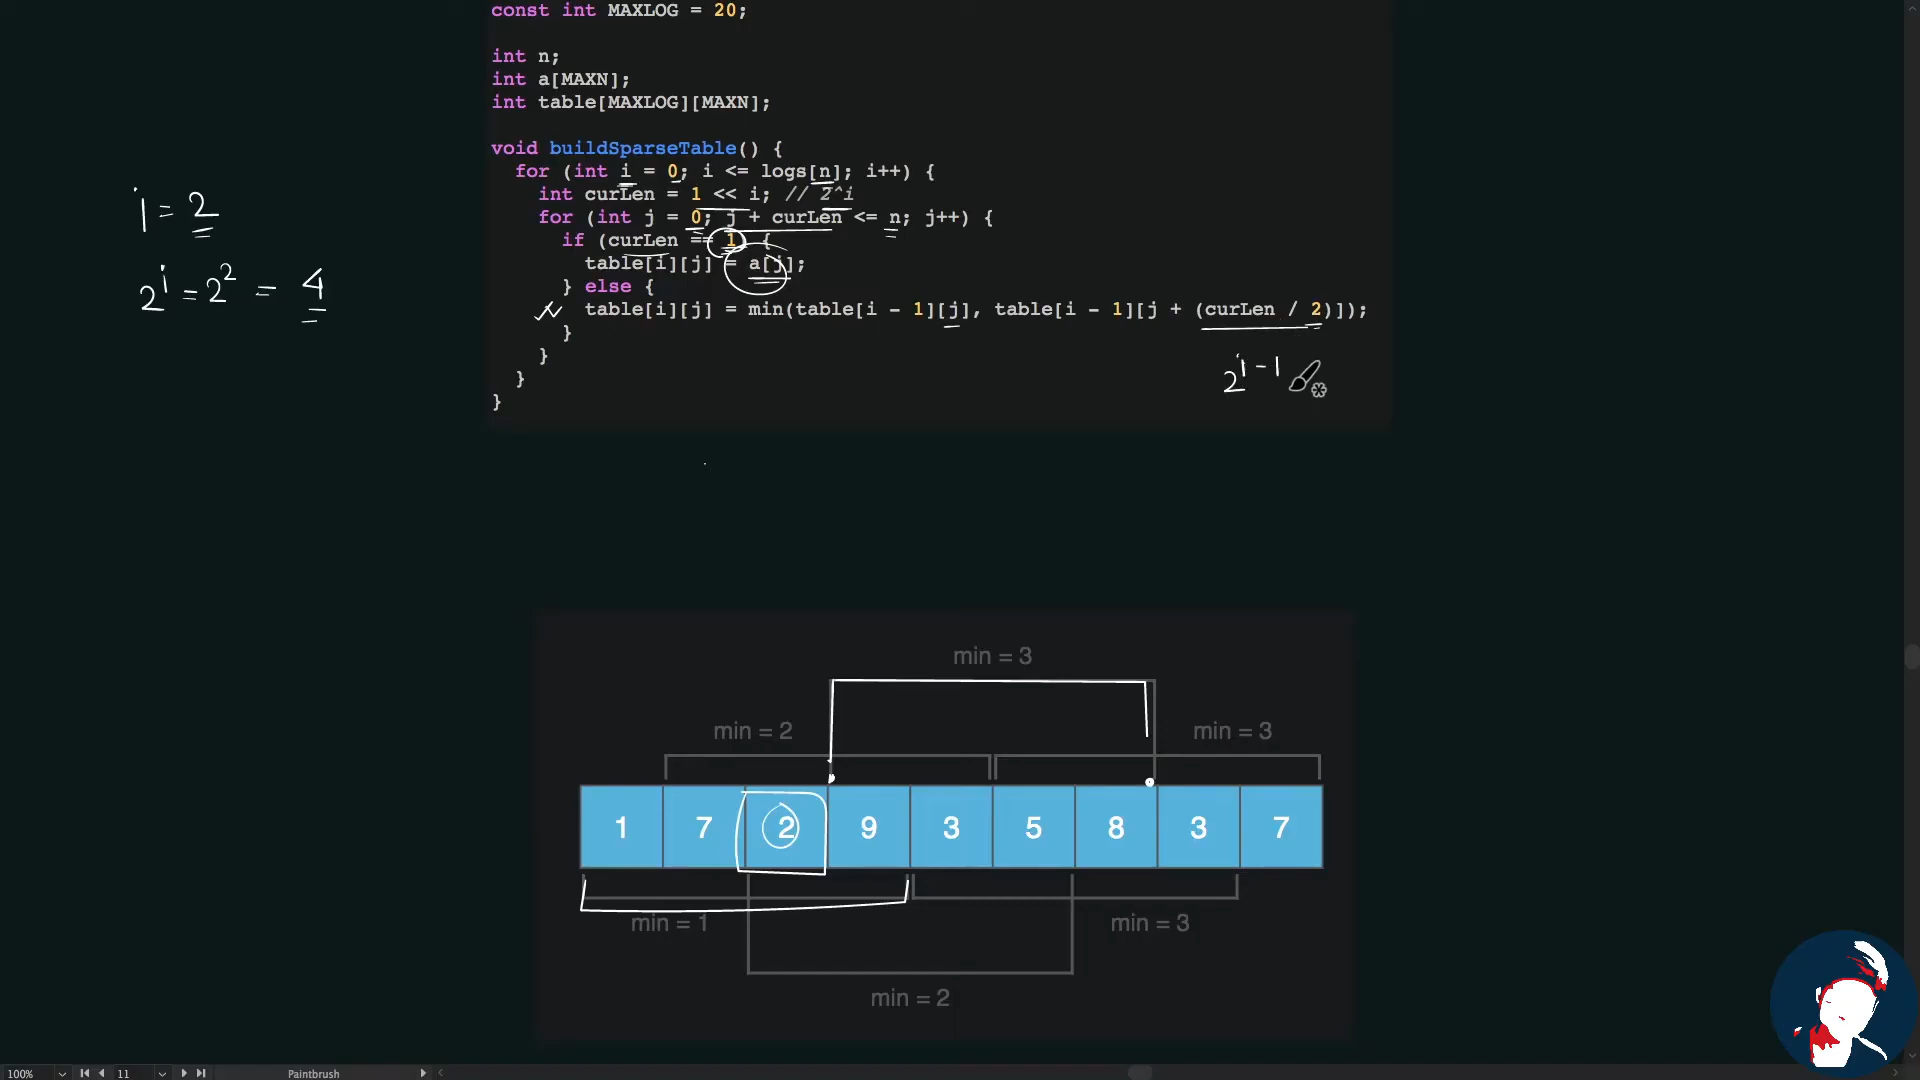 const int MAXLOG = 20;
int n;
int a[MAXN];
int table[MAXLOG][MAXN];
void buildSparseTable() {
for (int i = 0; i <= logs[n]; i++) {
int curLen = 1 << i; // 2^i
for (int j = 0; j + curLen <= n; j++) {
if (curLen == 1) {
table[i][j] = a[j];
} else {
table[i][j] = min(table[i - 1][j], table[i - 1][j + (curLen / 2)]);
}
}
}
}
i = 2
2^i = 2^2 = 4
2^i-1
min = 3
min = 2
min = 3
1 7 2 9 3 5 8 3 7
min = 1
min = 3
min = 2
100%
11
Paintbrush